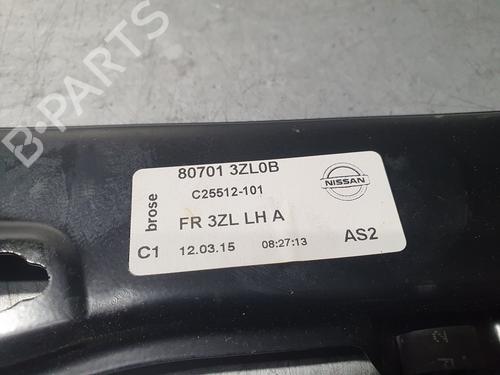 B-PARTS
80701 3ZL0B
brose
C25512-101
NISSAN
FR 3ZL LH A
C1
12.03.15
08:27:13
AS2